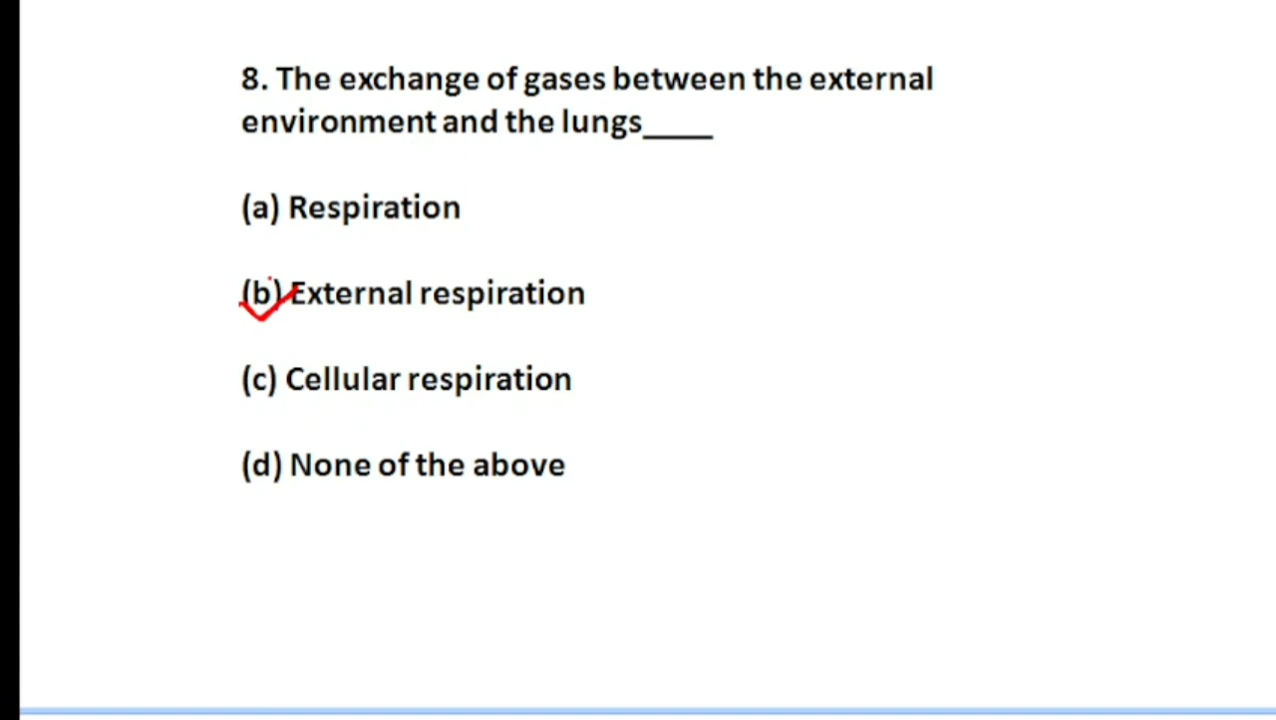 8. The exchange of gases between the external
environment and the lungs____
(a) Respiration
(b) External respiration
(c) Cellular respiration
(d) None of the above